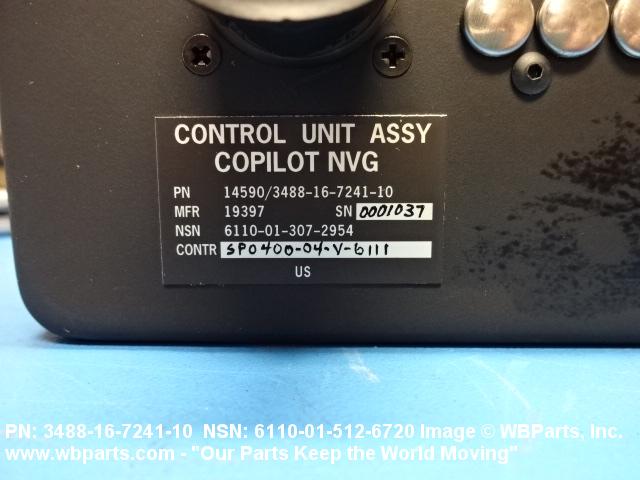 CONTROL UNIT ASSY
COPILOT NVG
PN 14590/3488-16-7241-10
MFR 19397 SN 0001037
NSN 6110-01-307-2954
CONTR SPO400-04-V-6111
US
PN: 3488-16-7241-10 NSN: 6110-01-512-6720 Image © WBParts, Inc.
www.wbparts.com - "Our Parts Keep the World Moving"